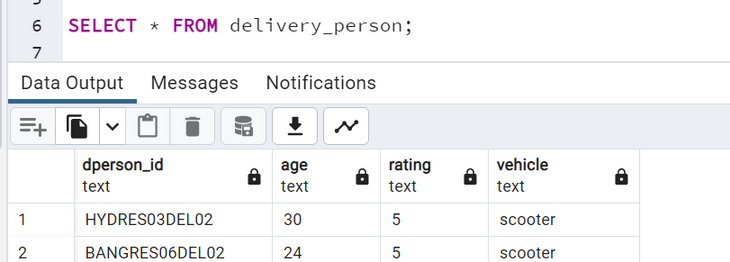 6 SELECT * FROM delivery_person;
7
Data Output Messages Notifications
dperson_id age rating vehicle
text text text text
1 HYDRES03DEL02 30 5 scooter
2 BANGRES06DEL02 24 5 scooter